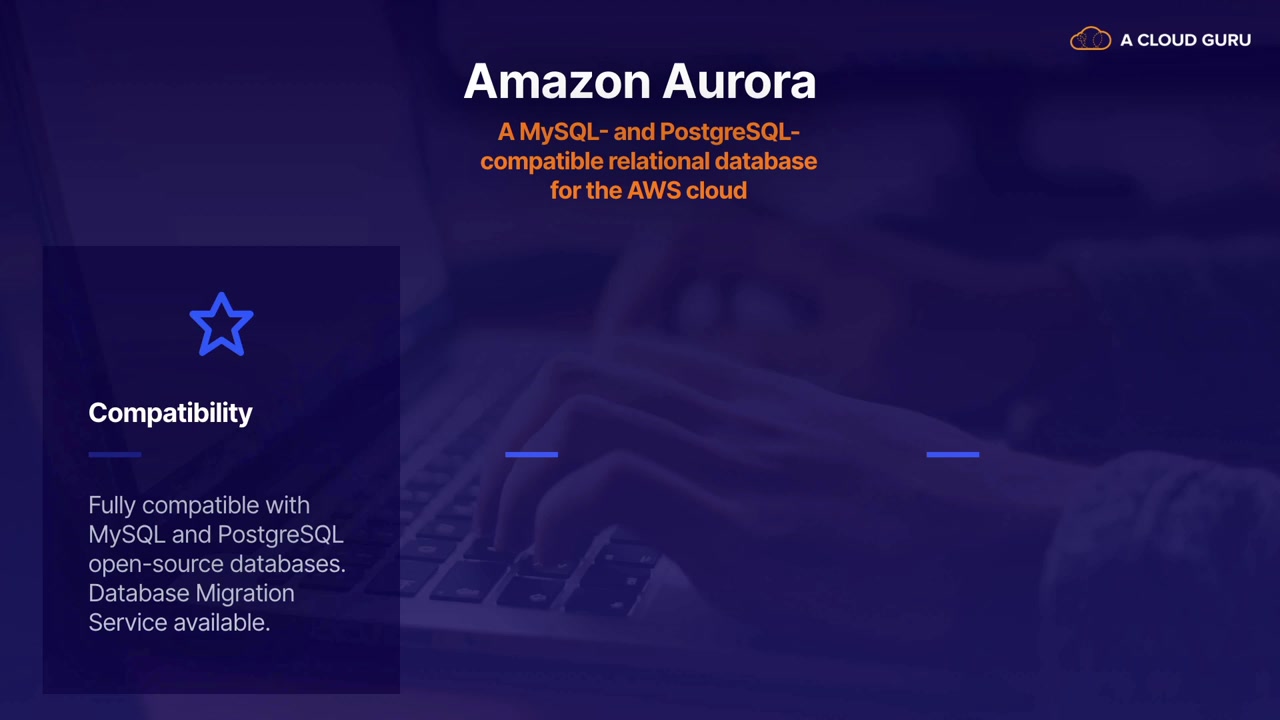 A CLOUD GURU
Amazon Aurora
A MySQL- and PostgreSQL-
compatible relational database
for the AWS cloud
Compatibility
Fully compatible with
MySQL and PostgreSQL
open-source databases.
Database Migration
Service available.